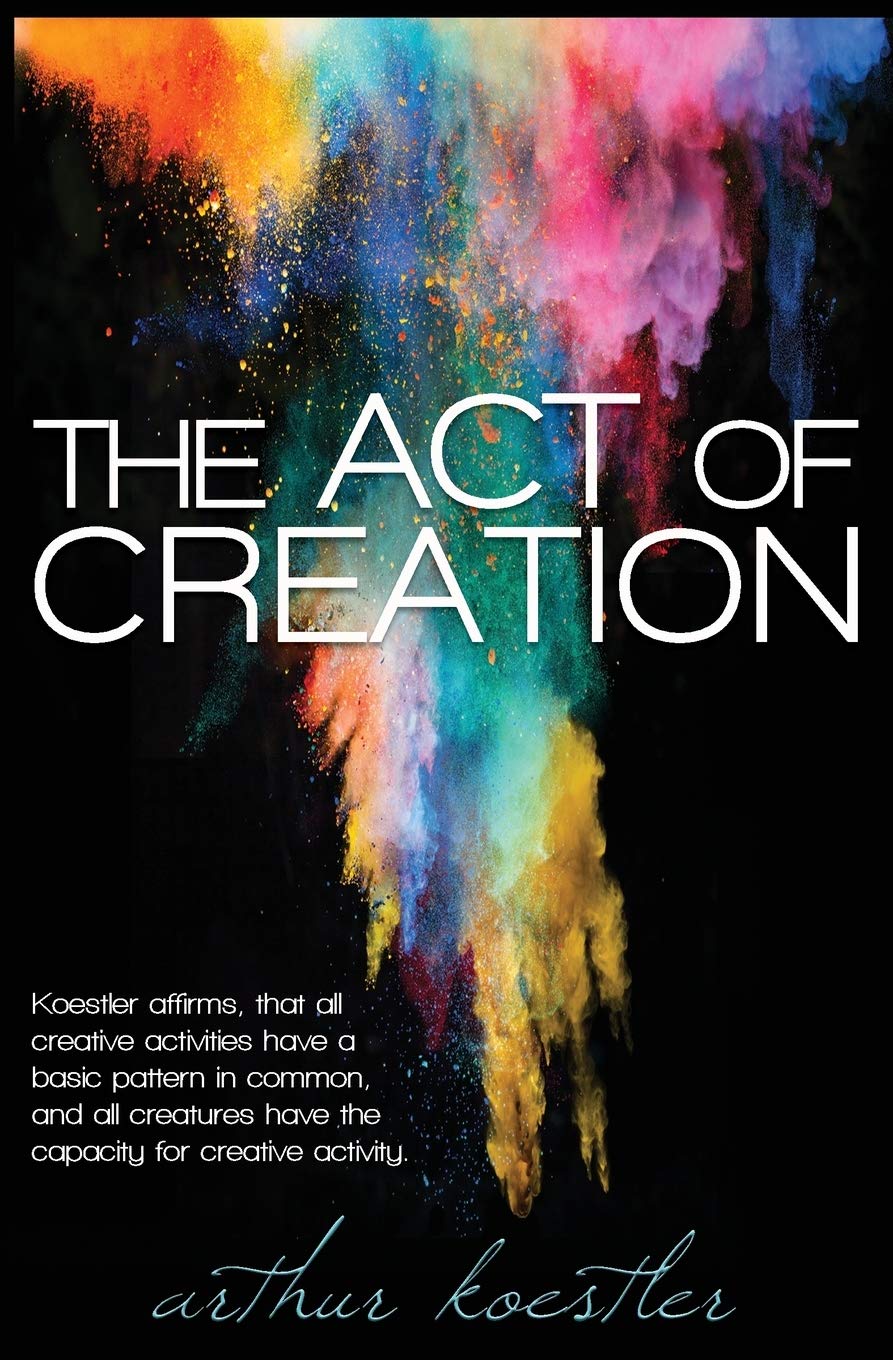 THE ACT OF
CREATION
Koestler affirms, that all
creative activities have a
basic pattern in common,
and all creatures have the
capacity for creative activity.
arthur koestler